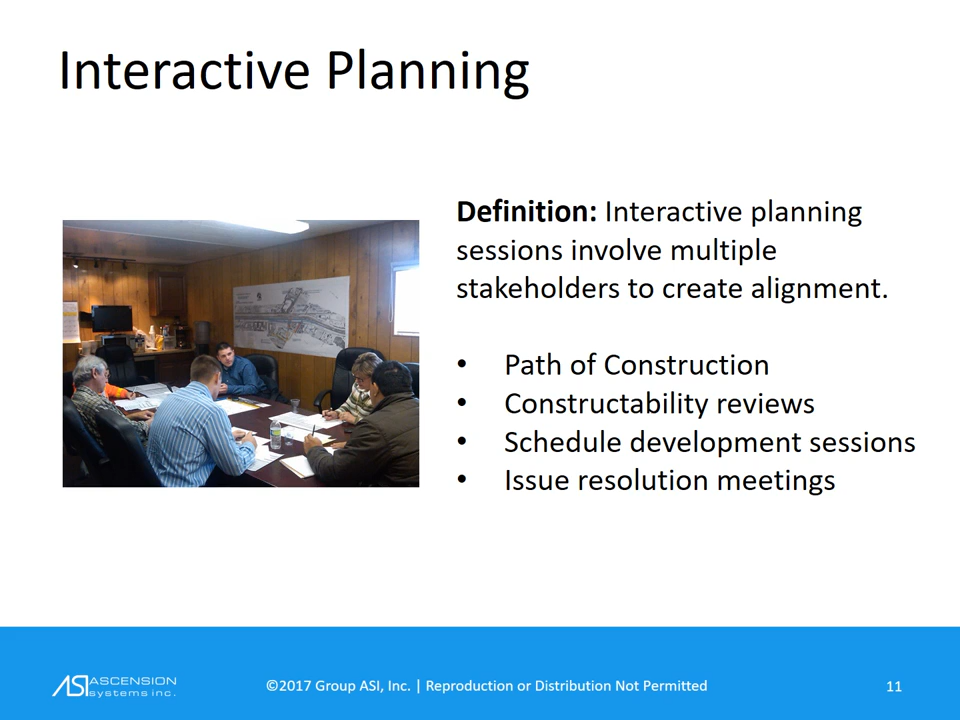 Interactive Planning
Definition: Interactive planning
sessions involve multiple
stakeholders to create alignment.
• Path of Construction
• Constructability reviews
• Schedule development sessions
• Issue resolution meetings
ASI ASCENSION
systems inc.
©2017 Group ASI, Inc. | Reproduction or Distribution Not Permitted
11